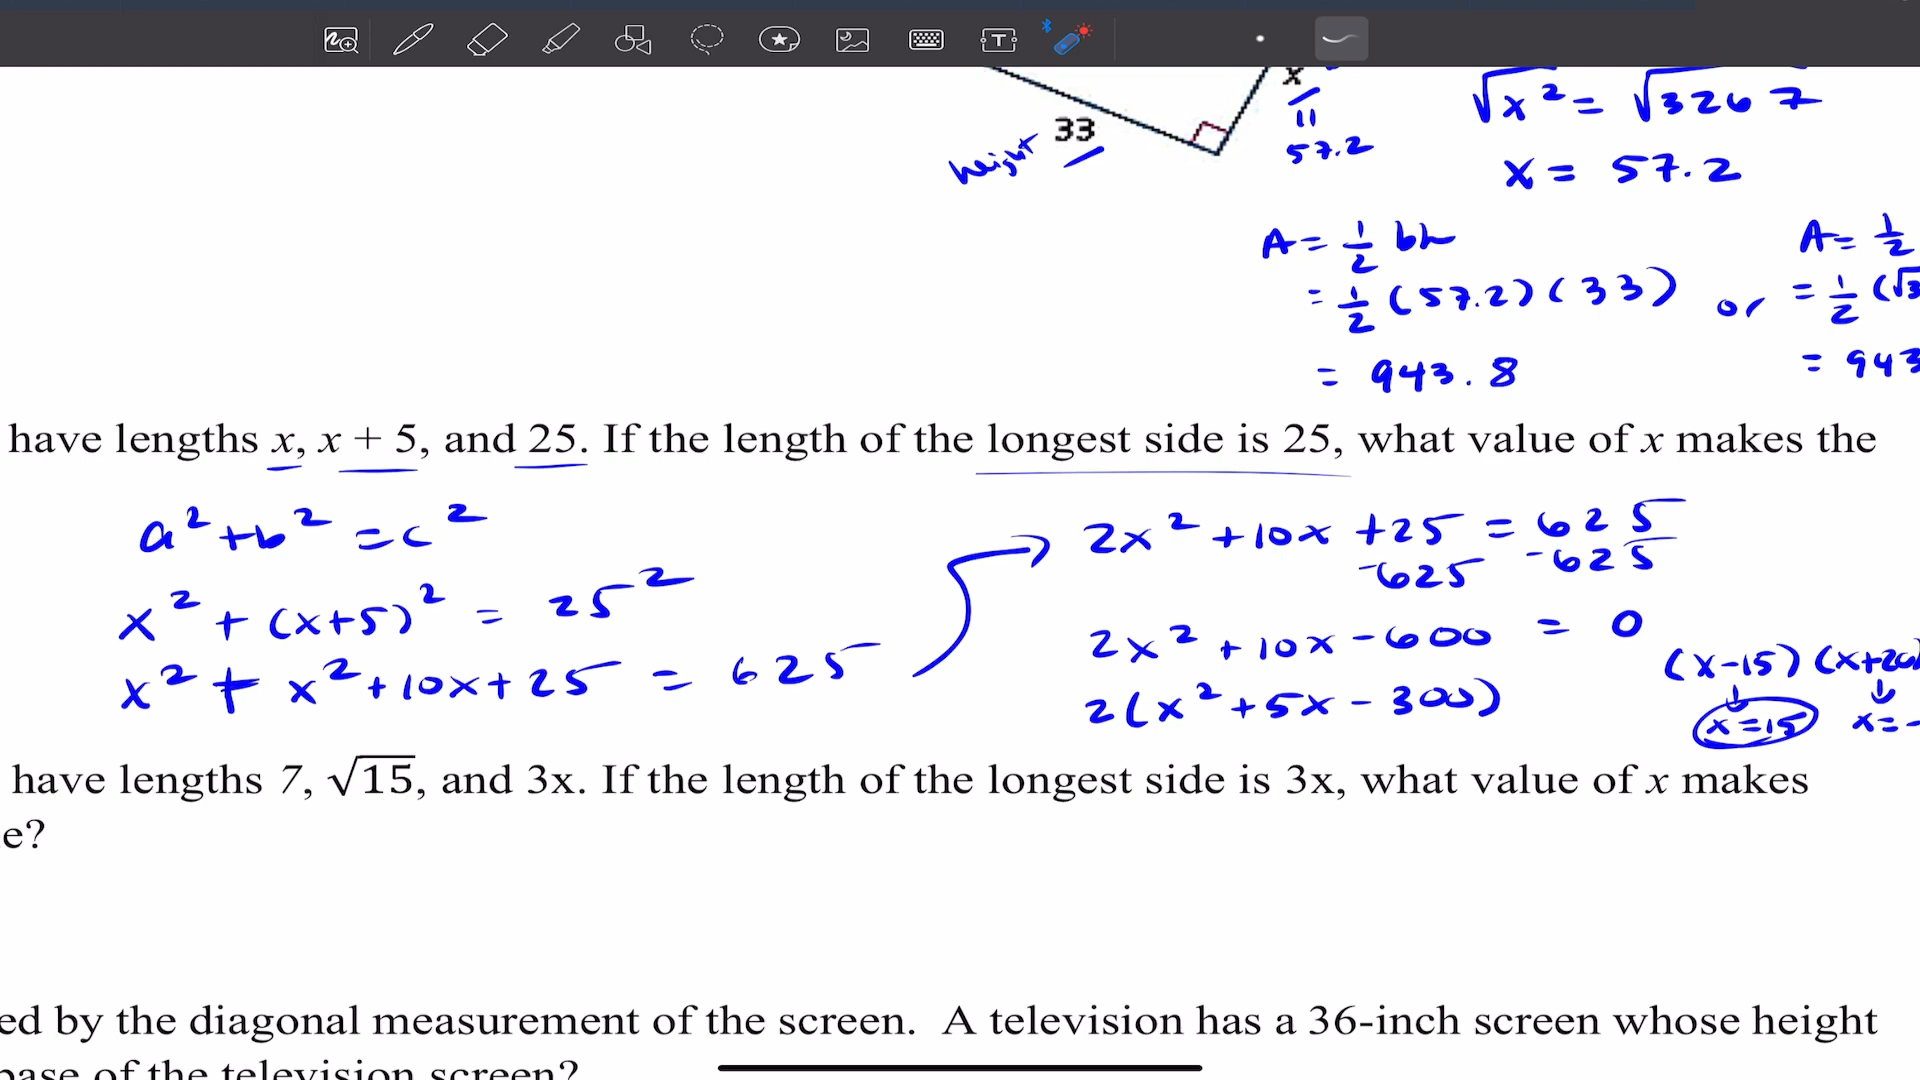 x
11
57.2
33
height
√x² = √3267
x = 57.2
A = 1/2 bh
= 1/2 (57.2)(33)
= 943.8
or
A = 1/2
= 1/2 (√3
= 943
have lengths x, x + 5, and 25. If the length of the longest side is 25, what value of x makes the
a² + b² = c²
x² + (x+5)² = 25²
x² + x² + 10x + 25 = 625
2x² + 10x + 25 = 625
-625 -625
2x² + 10x - 600 = 0
2(x² + 5x - 300)
(x-15)(x+20)
x=15 x=-
have lengths 7, √15, and 3x. If the length of the longest side is 3x, what value of x makes
e?
ed by the diagonal measurement of the screen. A television has a 36-inch screen whose height
base of the television screen?